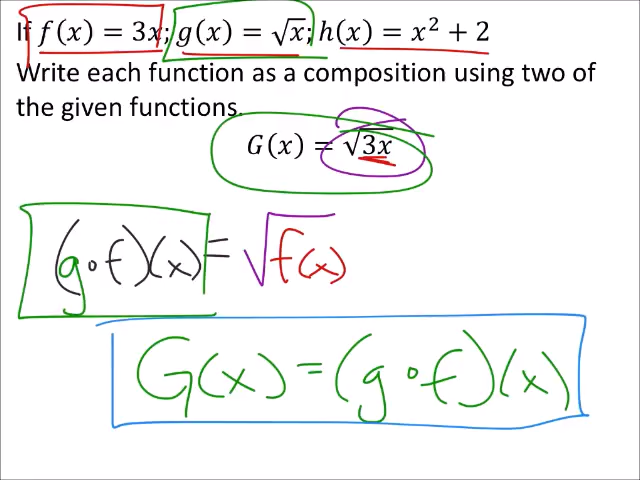 If f(x) = 3x; g(x) = √x; h(x) = x² + 2
Write each function as a composition using two of
the given functions.
G(x) = √3x
(g∘f)(x) = √f(x)
G(x) = (g∘f)(x)